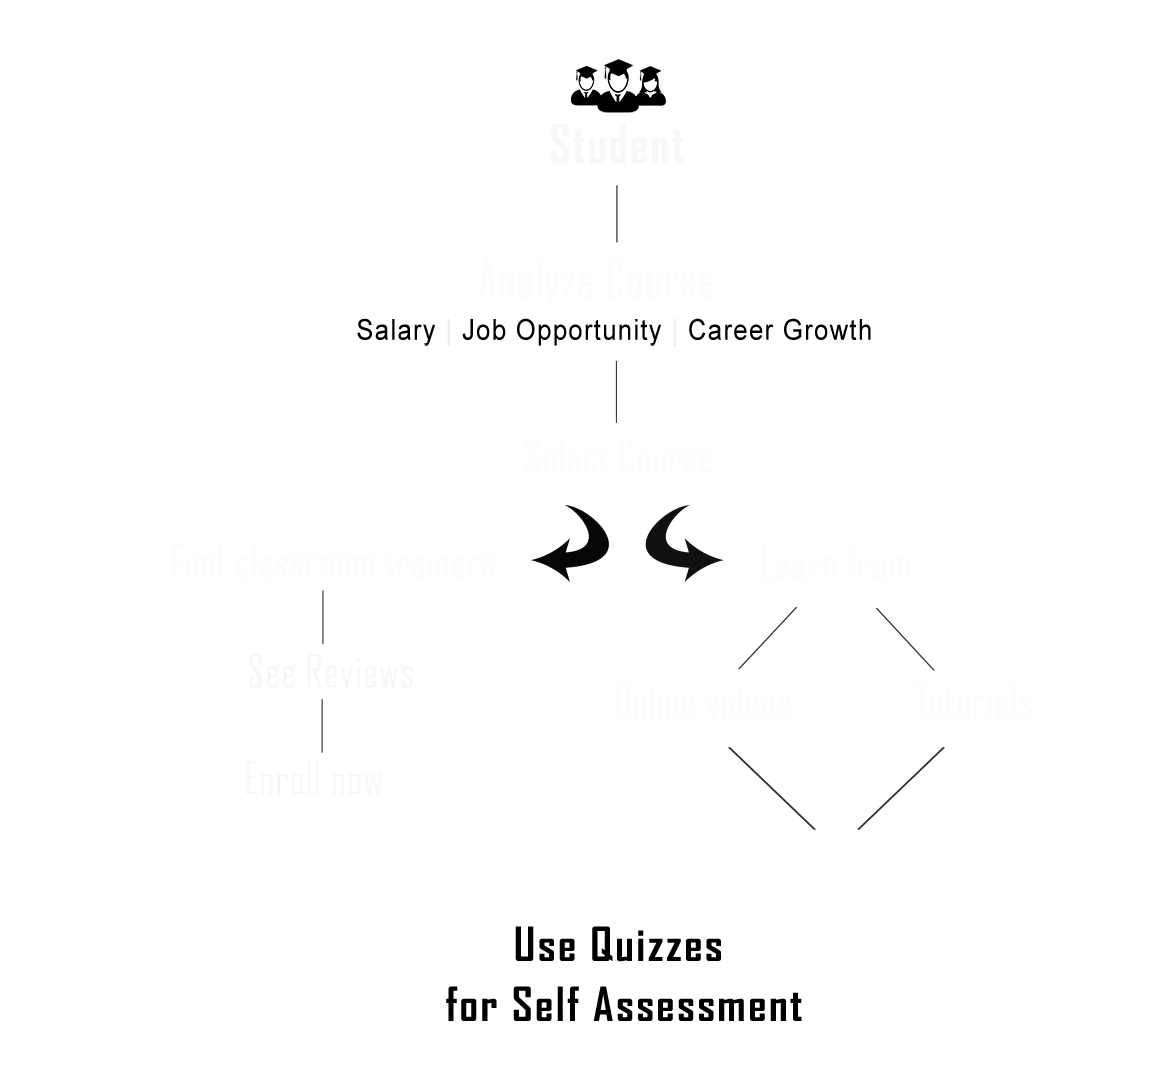 Student
Analyze Course
Salary | Job Opportunity | Career Growth
Select Course
Find classroom trainers
Learn from
See Reviews
Online videos
Tutorials
Enroll now
Use Quizzes
for Self Assessment